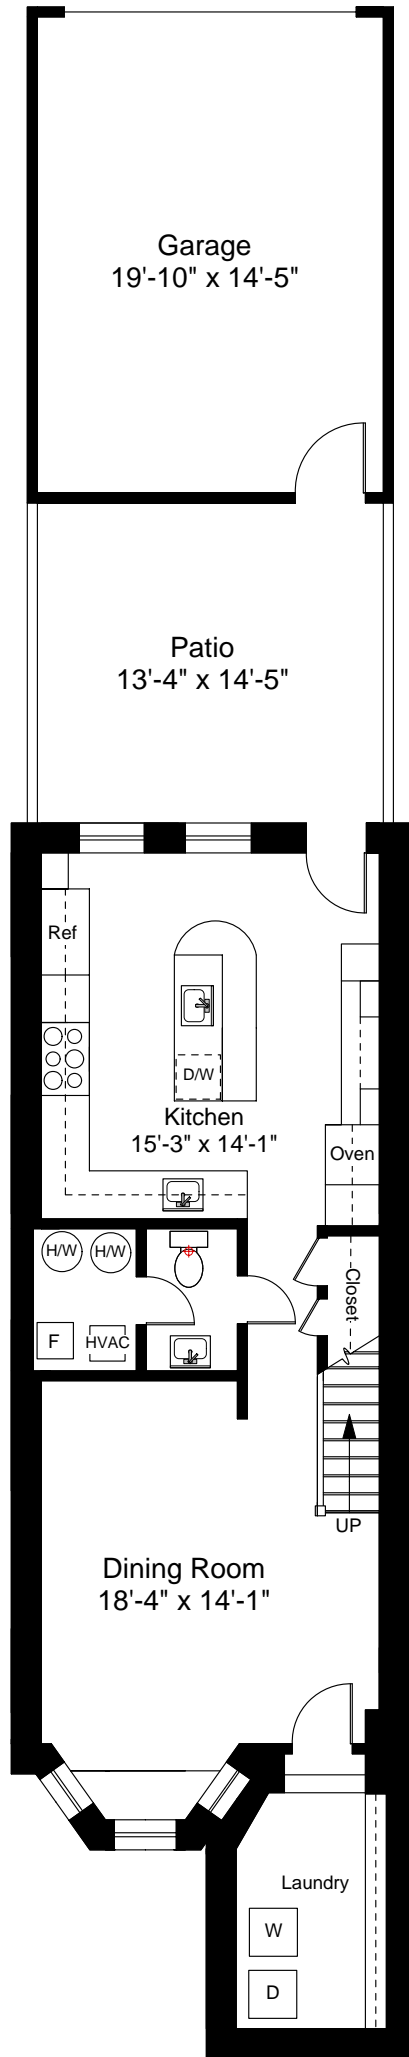 Garage
19'-10" x 14'-5"
Patio
13'-4" x 14'-5"
Ref
D/W
Kitchen
15'-3" x 14'-1"
Oven
H/W H/W
Closet
F HVAC
UP
Dining Room
18'-4" x 14'-1"
Laundry
W
D